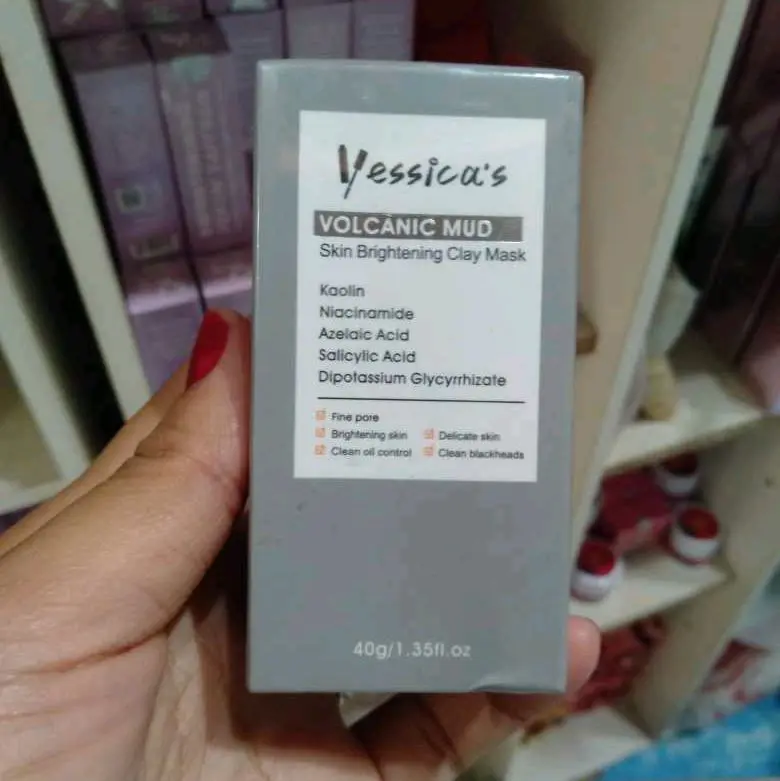 Yessica's
VOLCANIC MUD
Skin Brightening Clay Mask
Kaolin
Niacinamide
Azelaic Acid
Salicylic Acid
Dipotassium Glycyrrhizate
Fine pore
Brightening skin
Delicate skin
Clean oil control
Clean blackheads
40g/1.35fl.oz